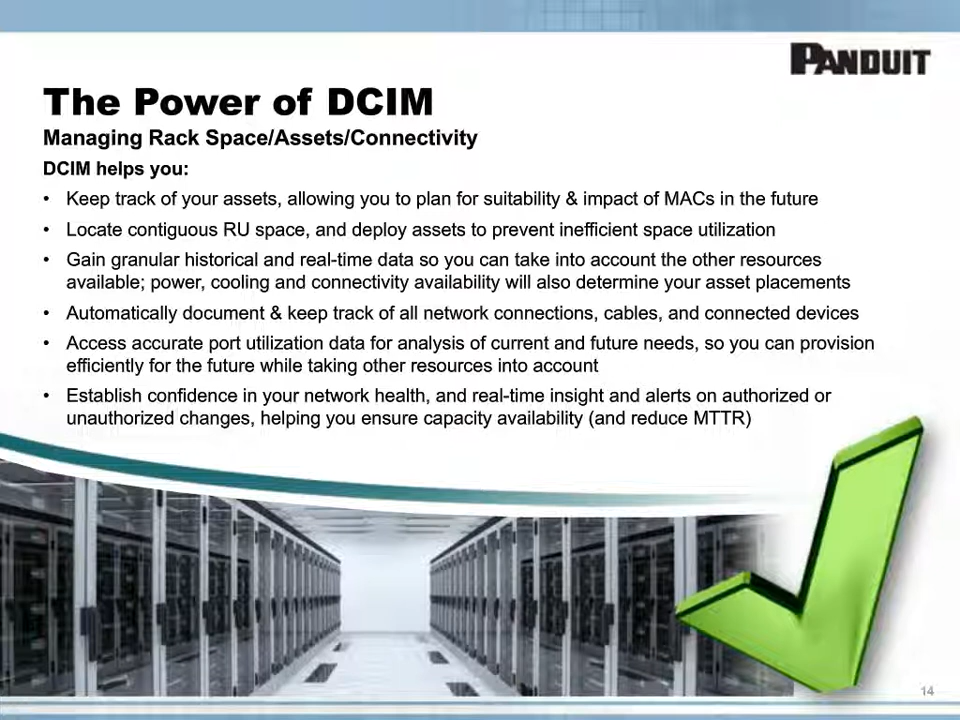 PANDUIT
The Power of DCIM
Managing Rack Space/Assets/Connectivity
DCIM helps you:
• Keep track of your assets, allowing you to plan for suitability & impact of MACs in the future
• Locate contiguous RU space, and deploy assets to prevent inefficient space utilization
• Gain granular historical and real-time data so you can take into account the other resources
available; power, cooling and connectivity availability will also determine your asset placements
• Automatically document & keep track of all network connections, cables, and connected devices
• Access accurate port utilization data for analysis of current and future needs, so you can provision
efficiently for the future while taking other resources into account
• Establish confidence in your network health, and real-time insight and alerts on authorized or
unauthorized changes, helping you ensure capacity availability (and reduce MTTR)
14